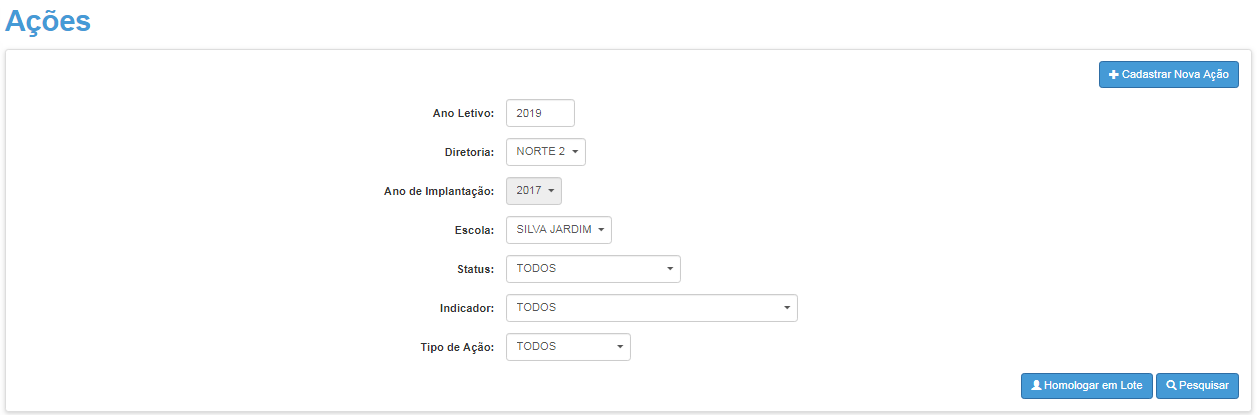 Ações
Cadastrar Nova Ação
Ano Letivo: 2019
Diretoria: NORTE 2
Ano de Implantação: 2017
Escola: SILVA JARDIM
Status: TODOS
Indicador: TODOS
Tipo de Ação: TODOS
Homologar em Lote Pesquisar